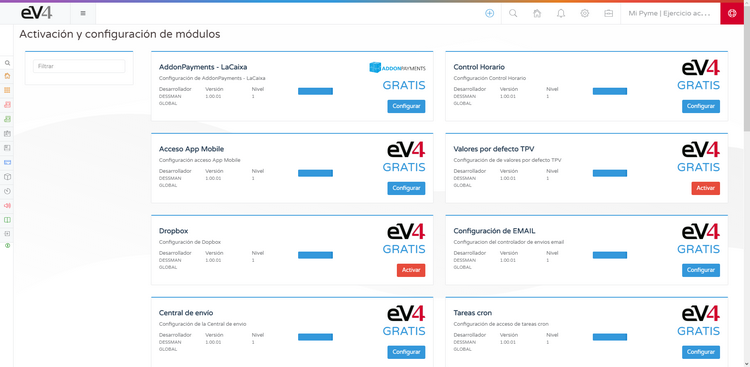 eV4
Mi Pyme | Ejercicio ac...
Activación y configuración de módulos
Filtrar
AddonPayments - LaCaixa
Configuración de AddonPayments - LaCaixa
Desarrollador Versión Nivel
DESSMAN 1.00.01 1
GLOBAL
ADDONPAYMENTS
GRATIS
Configurar
Control Horario
Configuración Control Horario
Desarrollador Versión Nivel
DESSMAN 1.00.01 1
GLOBAL
eV4
GRATIS
Configurar
Acceso App Mobile
Configuración acceso App Mobile
Desarrollador Versión Nivel
DESSMAN 1.00.01 1
GLOBAL
eV4
GRATIS
Configurar
Valores por defecto TPV
Configuración de de valores por defecto TPV
Desarrollador Versión Nivel
DESSMAN 1.00.01 1
GLOBAL
eV4
GRATIS
Activar
Dropbox
Configuración de Dopbox
Desarrollador Versión Nivel
DESSMAN 1.00.01 1
GLOBAL
eV4
GRATIS
Activar
Configuración de EMAIL
Configuracion del controlador de envios email
Desarrollador Versión Nivel
DESSMAN 1.00.01 1
GLOBAL
eV4
GRATIS
Configurar
Central de envío
Configuración de la Central de envio
Desarrollador Versión Nivel
DESSMAN 1.00.01 1
GLOBAL
eV4
GRATIS
Configurar
Tareas cron
Configuración de acceso de tareas cron
Desarrollador Versión Nivel
DESSMAN 1.00.01 1
GLOBAL
eV4
GRATIS
Configurar